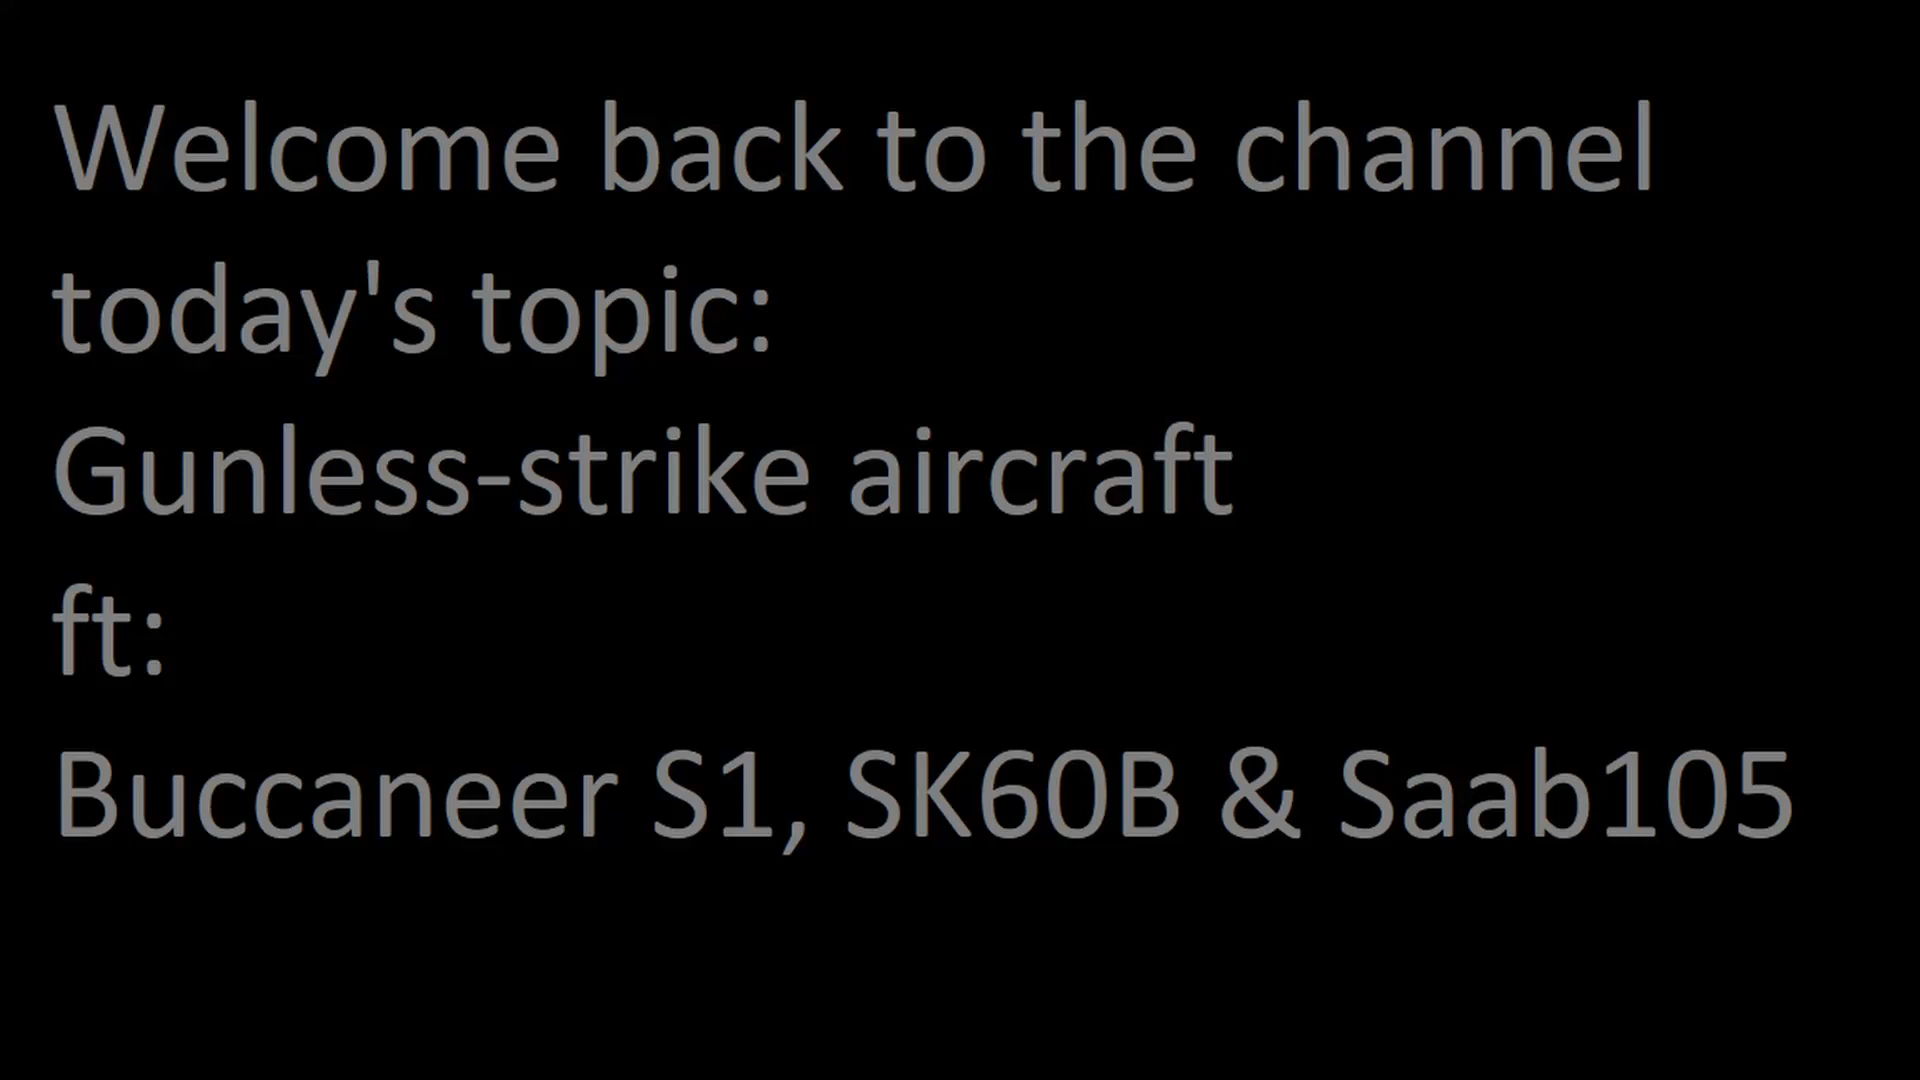 Welcome back to the channel
today's topic:
Gunless-strike aircraft
ft:
Buccaneer S1, SK60B & Saab105